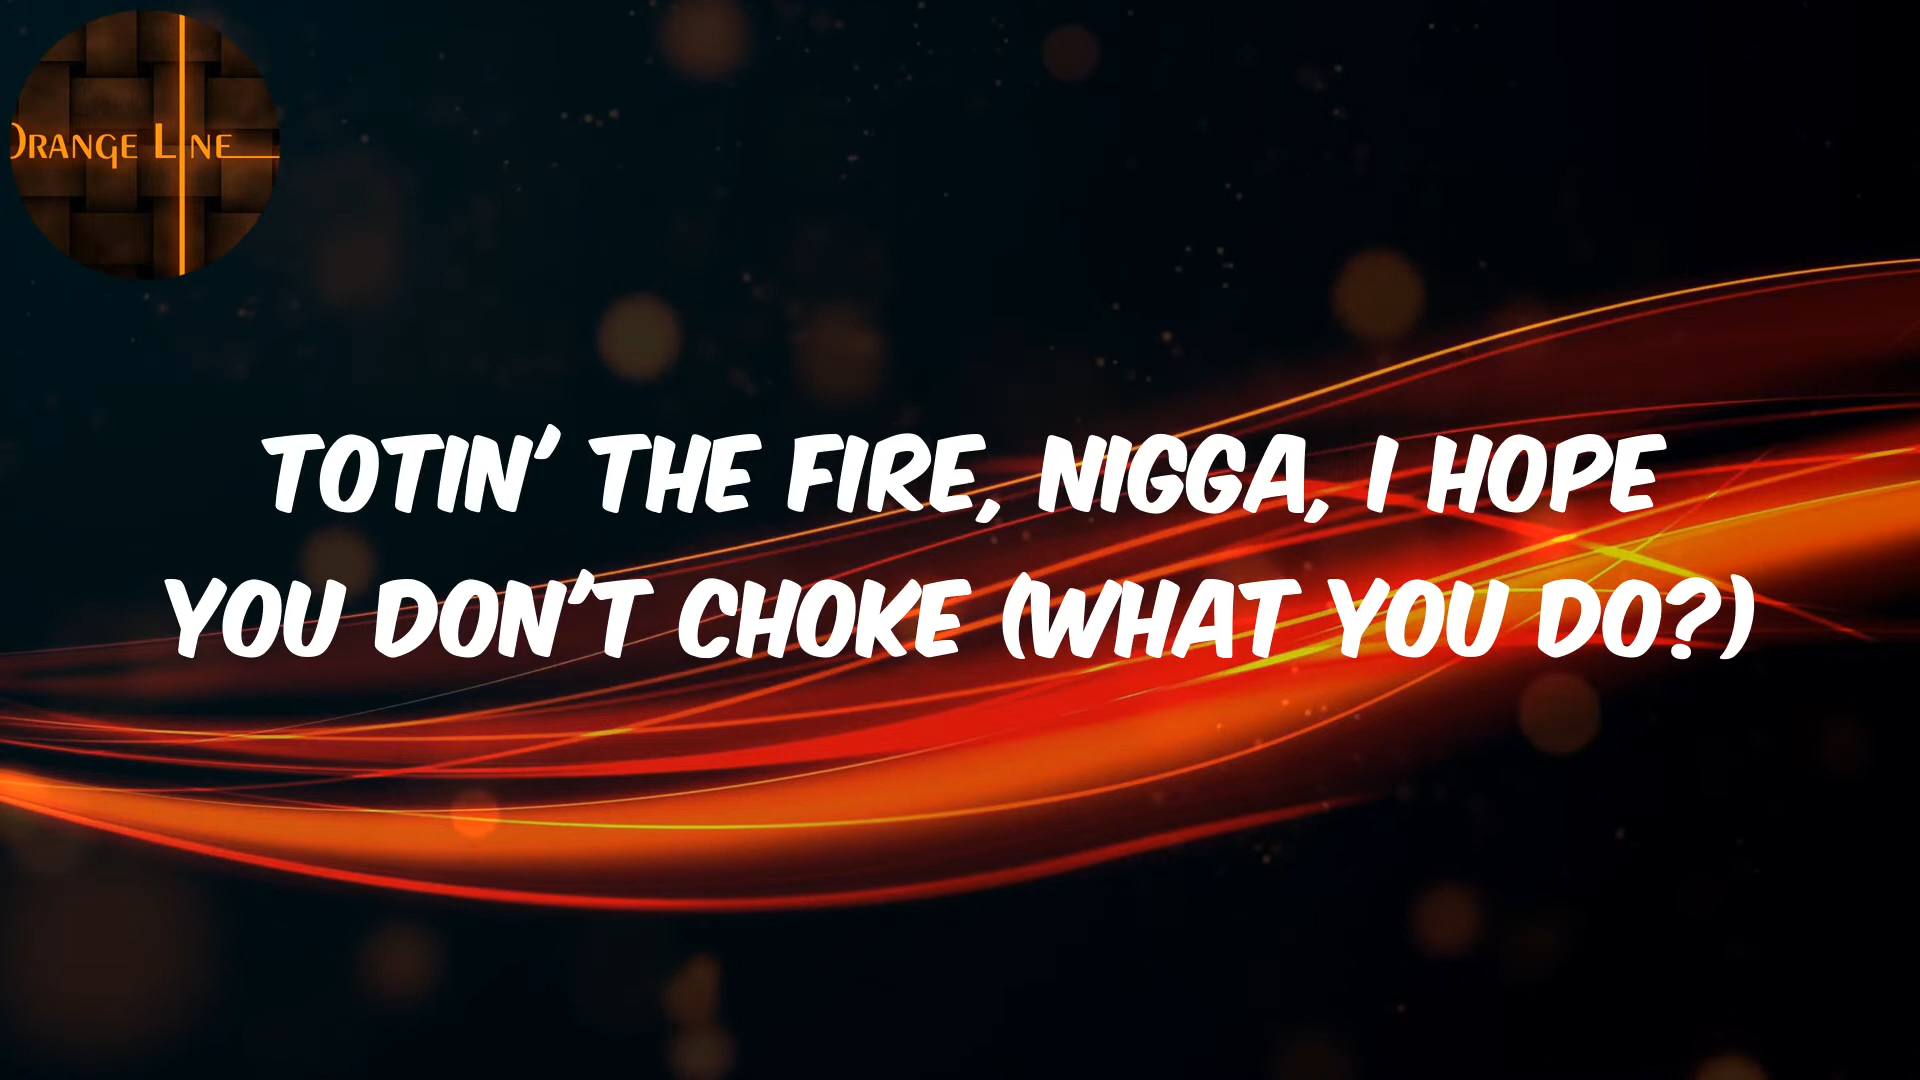 ORANGE LINE
TOTIN' THE FIRE, NIGGA, I HOPE
YOU DON'T CHOKE (WHAT YOU DO?)